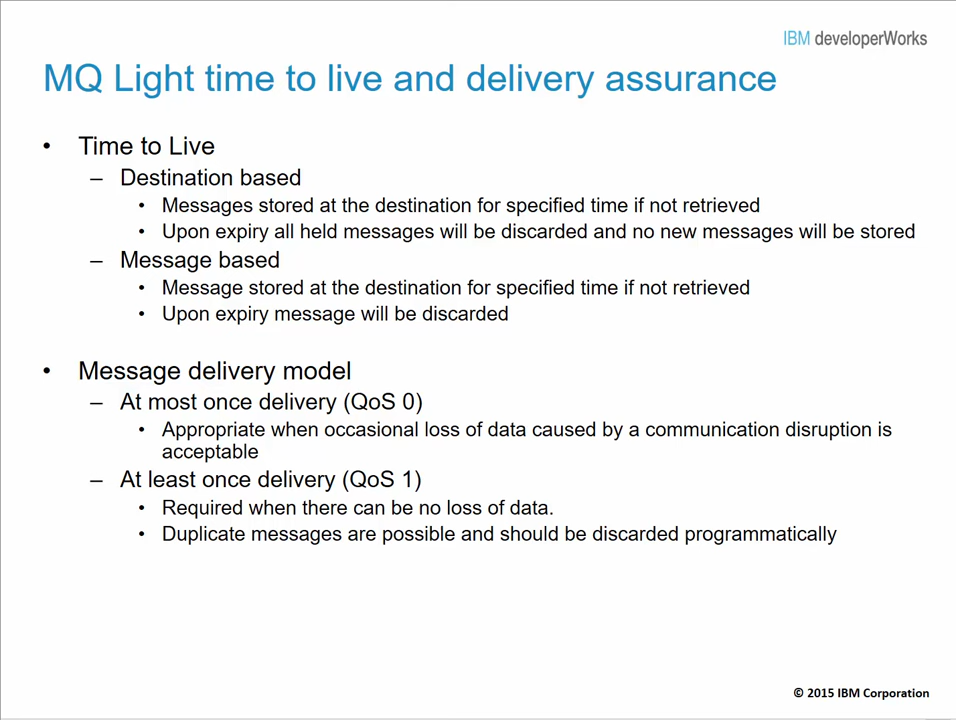 IBM developerWorks
MQ Light time to live and delivery assurance
• Time to Live
– Destination based
• Messages stored at the destination for specified time if not retrieved
• Upon expiry all held messages will be discarded and no new messages will be stored
– Message based
• Message stored at the destination for specified time if not retrieved
• Upon expiry message will be discarded
• Message delivery model
– At most once delivery (QoS 0)
• Appropriate when occasional loss of data caused by a communication disruption is
acceptable
– At least once delivery (QoS 1)
• Required when there can be no loss of data.
• Duplicate messages are possible and should be discarded programmatically
© 2015 IBM Corporation